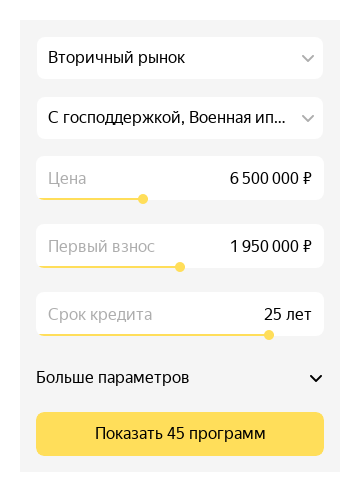 Вторичный рынок
С господдержкой, Военная ип...
Цена 6 500 000 ₽
Первый взнос 1 950 000 ₽
Срок кредита 25 лет
Больше параметров
Показать 45 программ